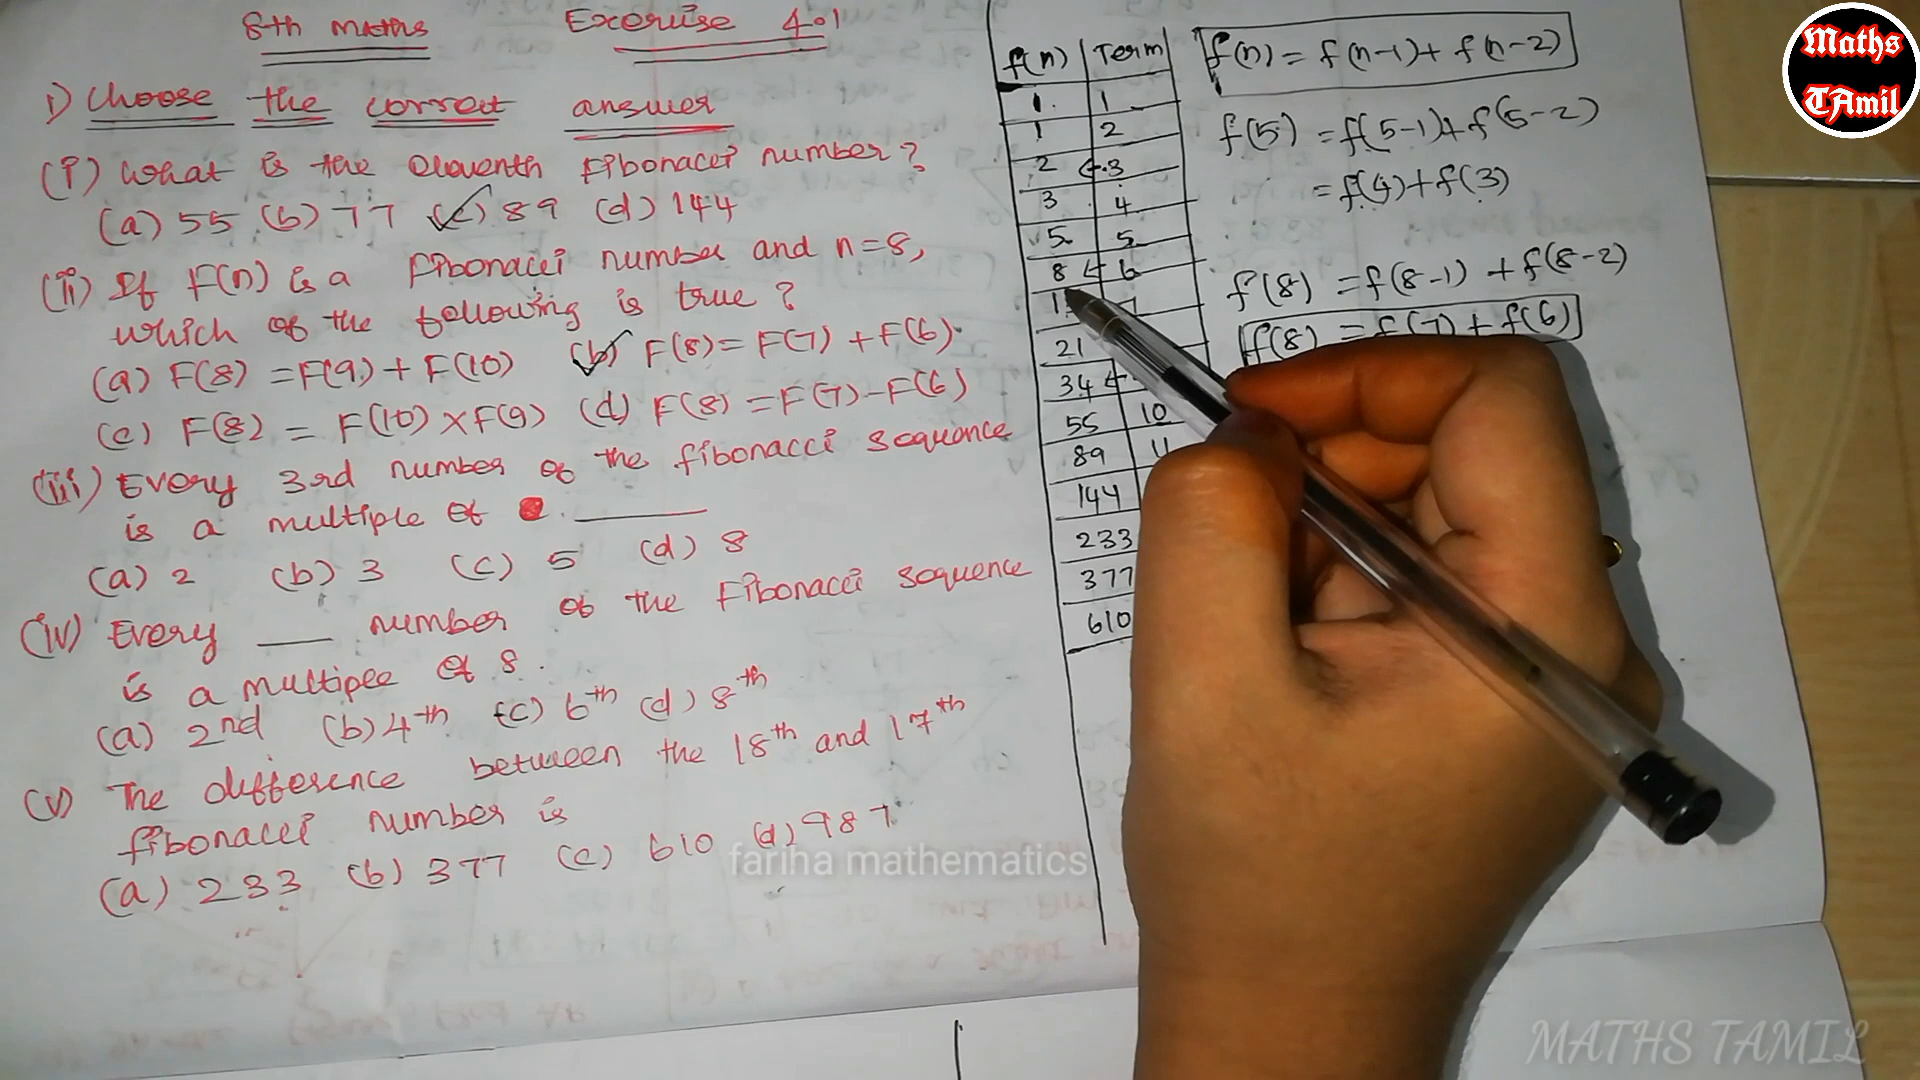 8th maths Exercise 4.1
1) Choose the correct answer
(i) What is the eleventh Fibonacci number?
(a) 55 (b) 77 (c) 89 (d) 144
(ii) If F(n) is a Fibonacci number and n=8,
which of the following is true?
(a) F(8) = F(9) + F(10) (b) F(8) = F(7) + F(6)
(c) F(8) = F(10) × F(9) (d) F(8) = F(7) - F(6)
(iii) Every 3rd number of the fibonacci sequence
is a multiple of ______
(a) 2 (b) 3 (c) 5 (d) 8
(iv) Every ___ number of the Fibonacci sequence
is a multiple of 8.
(a) 2nd (b) 4th (c) 6th (d) 8th
(v) The difference between the 18th and 17th
fibonacci number is
(a) 233 (b) 377 (c) 610 (d) 987
f(n) Term
1 1
1 2
2 ← 3
3 4
5 5
8 ← 6
21
34 ←
55 10
89 11
144
233
377
610
f(n) = f(n-1) + f(n-2)
f(5) = f(5-1) + f(5-2)
= f(4) + f(3)
f(8) = f(8-1) + f(8-2)
f(8) = f(7) + f(6)
Maths
TAmil
fariha mathematics
MATHS TAMIL